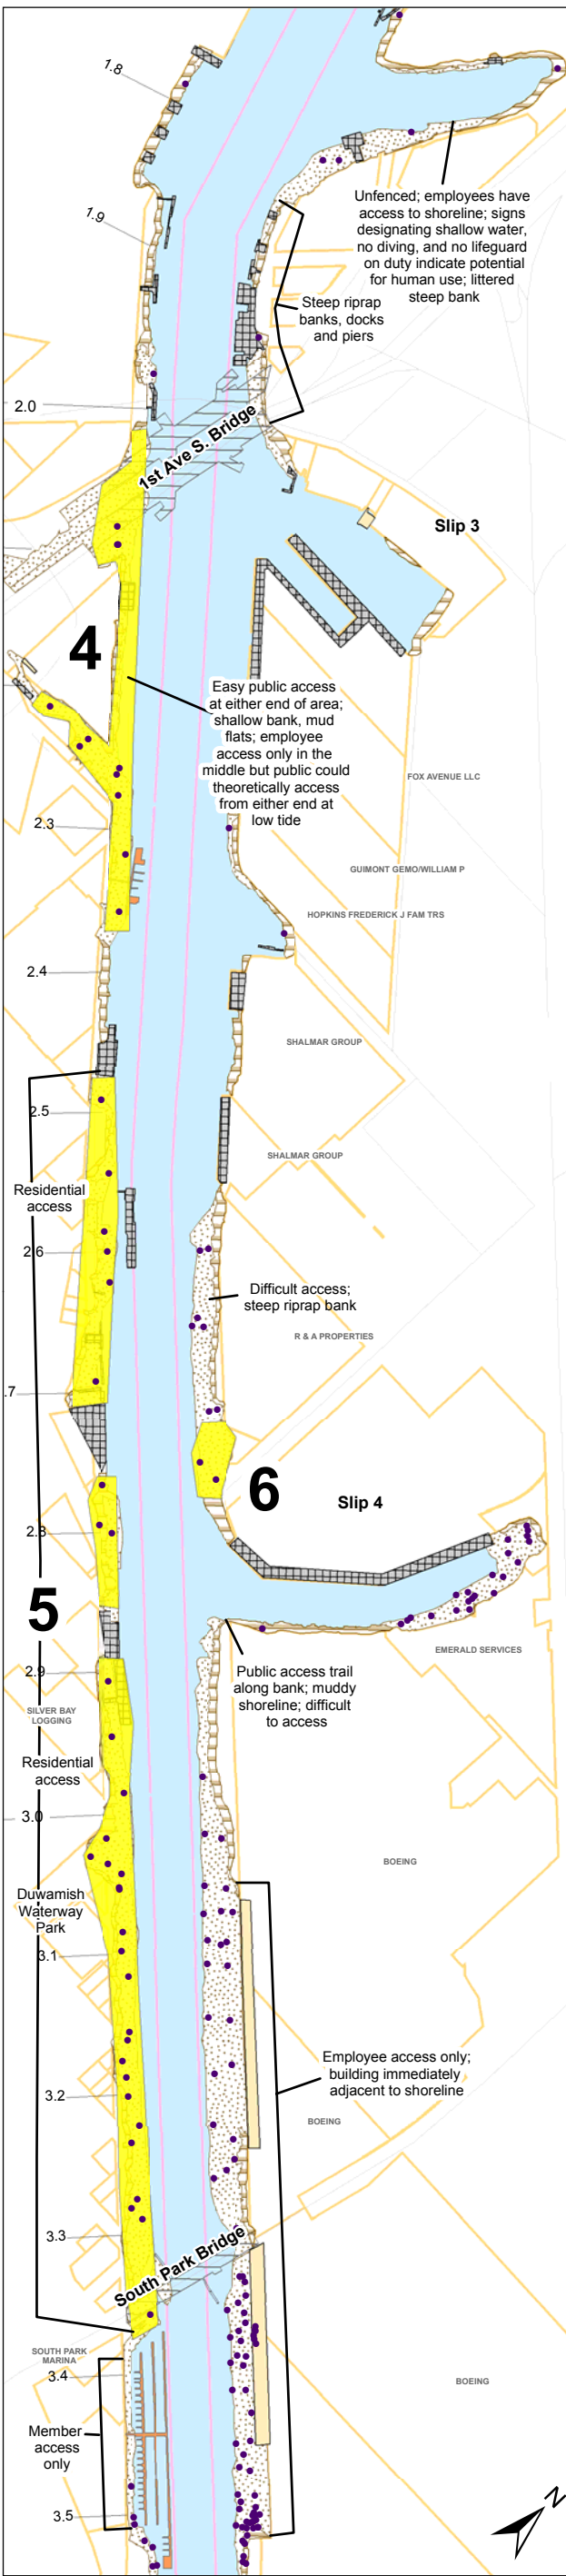 1.8
1.9
Unfenced; employees have
access to shoreline; signs
designating shallow water,
no diving, and no lifeguard
on duty indicate potential
for human use; littered
steep bank
Steep riprap
banks, docks
and piers
2.0
1st Ave S. Bridge
Slip 3
4
Easy public access
at either end of area;
shallow bank, mud
flats; employee
access only in the
middle but public could
theoretically access
from either end at
low tide
FOX AVENUE LLC
2.3
GUIMONT GEMO/WILLIAM P
HOPKINS FREDERICK J FAM TRS
2.4
SHALMAR GROUP
2.5
SHALMAR GROUP
Residential
access
2.6
Difficult access;
steep riprap bank
R & A PROPERTIES
.7
6
Slip 4
2.8
5
EMERALD SERVICES
2.9
Public access trail
along bank; muddy
shoreline; difficult
to access
SILVER BAY
LOGGING
Residential
access
3.0
BOEING
Duwamish
Waterway
Park
3.1
Employee access only;
building immediately
adjacent to shoreline
3.2
BOEING
3.3
South Park Bridge
SOUTH PARK
MARINA
3.4
BOEING
Member
access
only
3.5
N